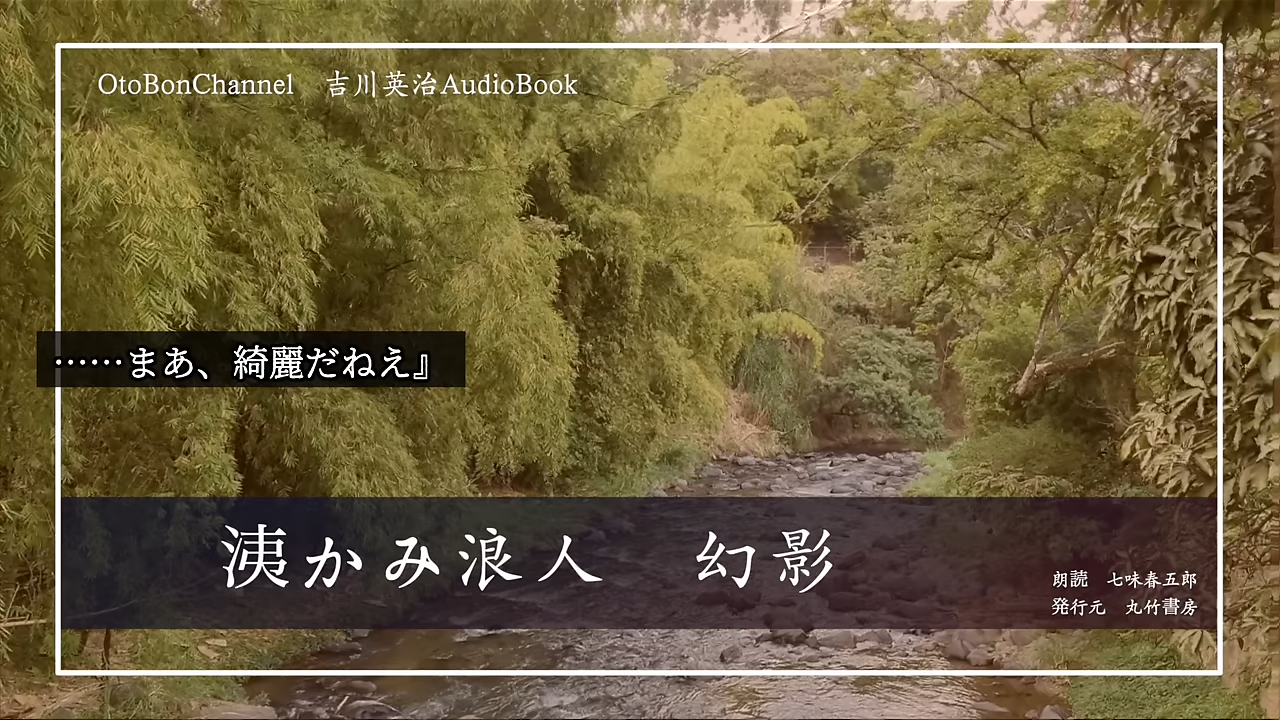 OtoBonChannel 吉川英治AudioBook
……まあ、綺麗だねえ』
洟かみ浪人 幻影
朗読 七味春五郎
発行元 丸竹書房